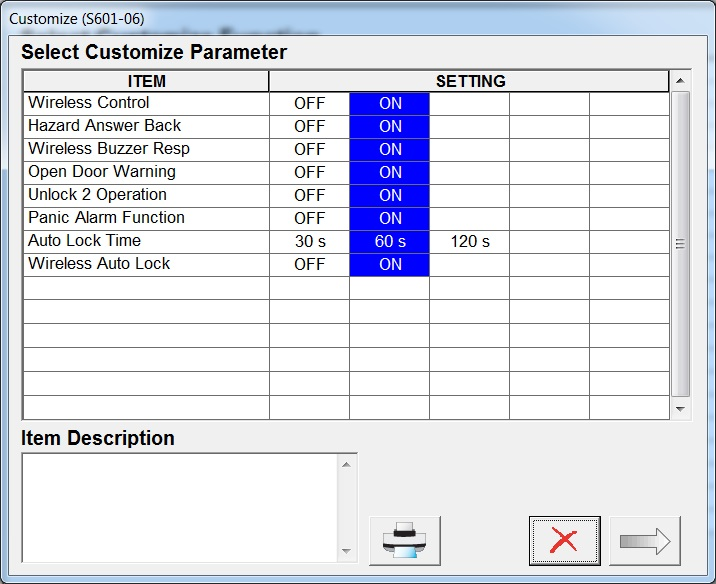 Customize (S601-06)
Select Customize Parameter
ITEM SETTING
Wireless Control OFF ON
Hazard Answer Back OFF ON
Wireless Buzzer Resp OFF ON
Open Door Warning OFF ON
Unlock 2 Operation OFF ON
Panic Alarm Function OFF ON
Auto Lock Time 30 s 60 s 120 s
Wireless Auto Lock OFF ON
Item Description